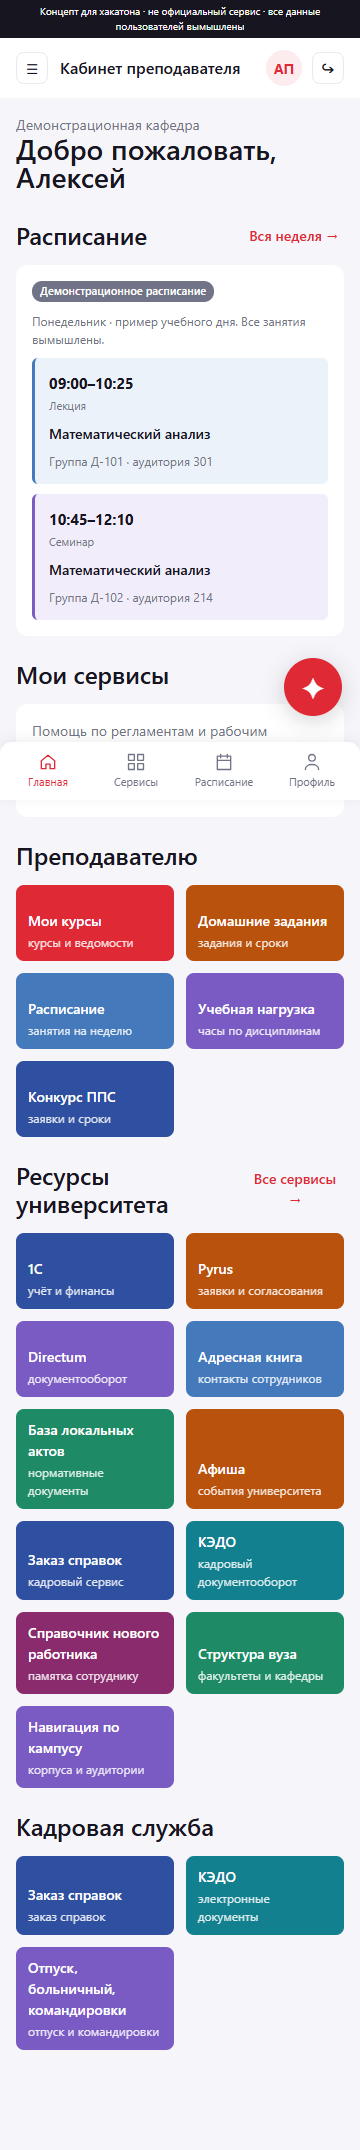 Концепт для хакатона · не официальный сервис · все данные
пользователей вымышлены
Кабинет преподавателя
АП
Демонстрационная кафедра
Добро пожаловать,
Алексей
Расписание
Вся неделя →
Демонстрационное расписание
Понедельник · пример учебного дня. Все занятия
вымышлены.
09:00–10:25
Лекция
Математический анализ
Группа Д-101 · аудитория 301
10:45–12:10
Семинар
Математический анализ
Группа Д-102 · аудитория 214
Мои сервисы
Помощь по регламентам и рабочим
Главная
Сервисы
Расписание
Профиль
Преподавателю
Мои курсы
курсы и ведомости
Домашние задания
задания и сроки
Расписание
занятия на неделю
Учебная нагрузка
часы по дисциплинам
Конкурс ППС
заявки и сроки
Ресурсы
университета
Все сервисы
→
1С
учёт и финансы
Pyrus
заявки и согласования
Directum
документооборот
Адресная книга
контакты сотрудников
База локальных
актов
нормативные
документы
Афиша
события университета
Заказ справок
кадровый сервис
КЭДО
кадровый
документооборот
Справочник нового
работника
памятка сотруднику
Структура вуза
факультеты и кафедры
Навигация по
кампусу
корпуса и аудитории
Кадровая служба
Заказ справок
заказ справок
КЭДО
электронные
документы
Отпуск,
больничный,
командировки
отпуск и командировки